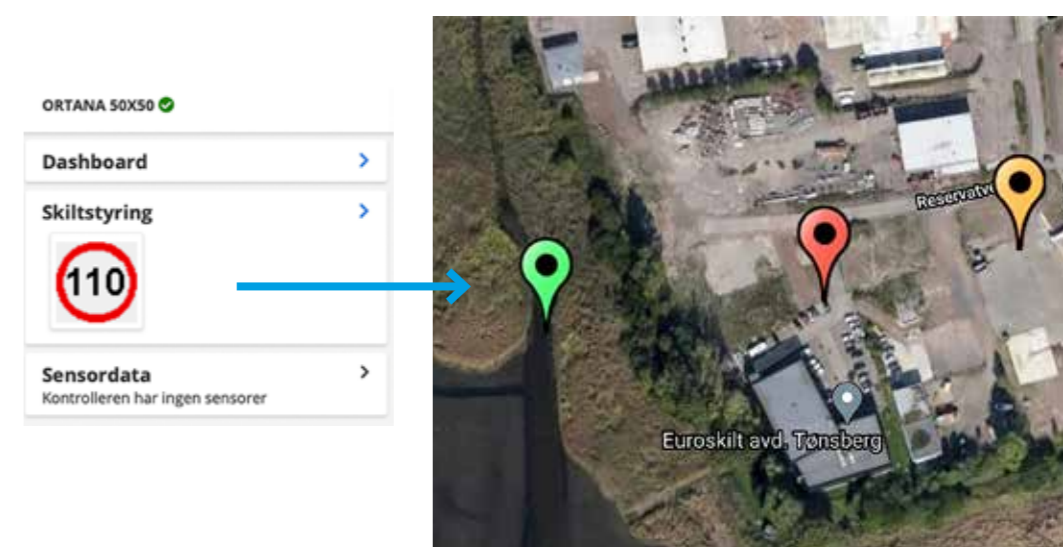 ORTANA 50X50
Dashboard
Skiltstyring
110
Sensordata
Kontrolleren har ingen sensorer
Reservatv
Euroskilt avd. Tønsberg